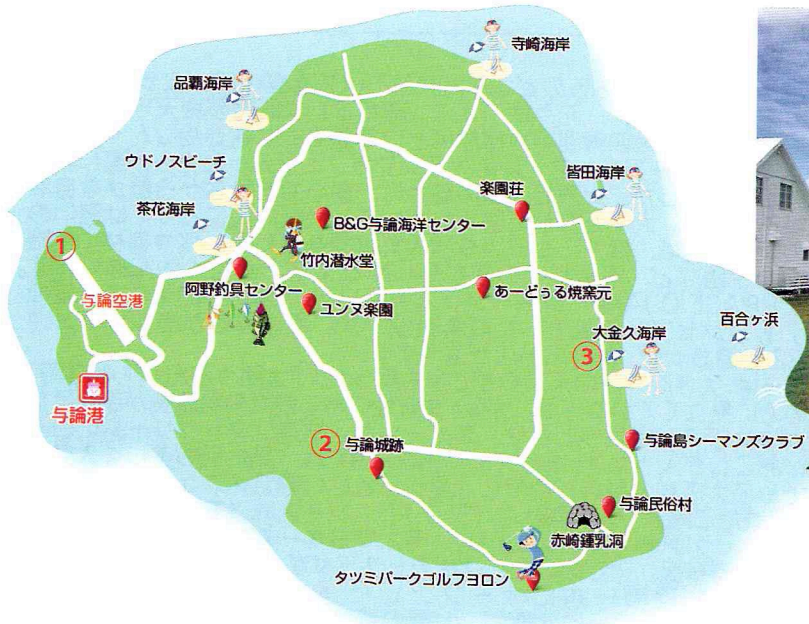 寺崎海岸
品覇海岸
ウドノスビーチ
皆田海岸
楽園荘
茶花海岸
B&G与論海洋センター
①
竹内潜水堂
与論空港
阿野釣具センター
あーどぅる焼窯元
ユンヌ楽園
百合ヶ浜
大金久海岸
③
与論港
②
与論城跡
与論島シーマンズクラブ
与論民俗村
赤崎鍾乳洞
タツミパークゴルフヨロン